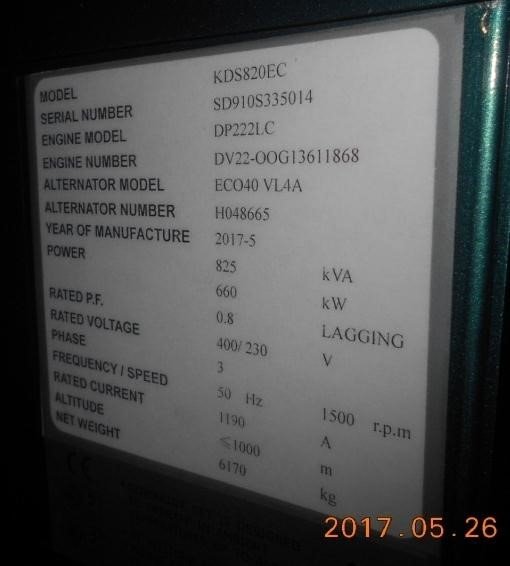 MODEL KDS820EC
SERIAL NUMBER SD910S335014
ENGINE MODEL DP222LC
ENGINE NUMBER DV22-OOG13611868
ALTERNATOR MODEL ECO40 VL4A
ALTERNATOR NUMBER H048665
YEAR OF MANUFACTURE 2017-5
POWER 825 kVA
660 kW
RATED P.F. 0.8 LAGGING
RATED VOLTAGE 400/ 230 V
PHASE 3
FREQUENCY / SPEED 50 Hz 1500 r.p.m
RATED CURRENT 1190 A
ALTITUDE ≤1000 m
NET WEIGHT 6170 kg
CE
2017.05.26